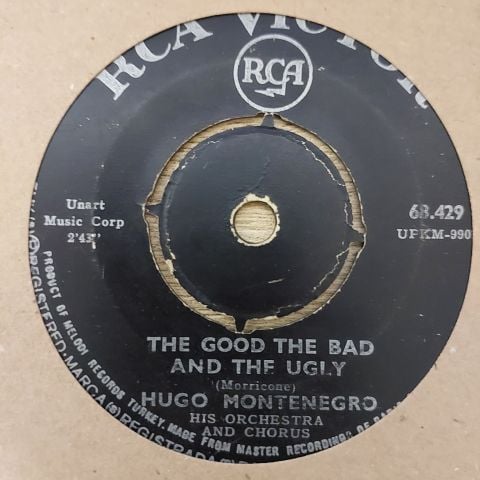 RCA VICTOR
RCA
Unart
Music Corp
2'43"
68.429
UPKM-990
THE GOOD THE BAD
AND THE UGLY
(Morricone)
HUGO MONTENEGRO
HIS ORCHESTRA
AND CHORUS
PRODUCT OF MELODI RECORDS TURKEY. MADE FROM MASTER RECORDINGS OF
REGISTERED-MARCA(S) REGISTRADA